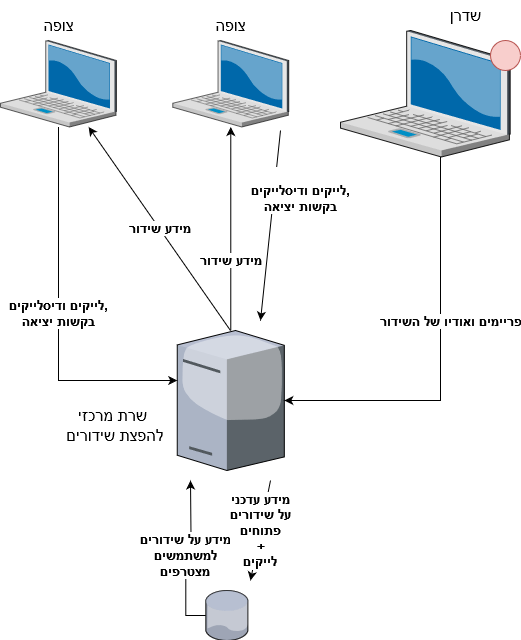 שדרן
צופה
צופה
לייקים ודיסלייקים,
בקשות יציאה
מידע שידור
מידע שידור
לייקים ודיסלייקים,
בקשות יציאה
פריימים ואודיו של השידור
שרת מרכזי
להפצת שידורים
מידע עדכני
על שידורים
פתוחים
+
לייקים
מידע על שידורים
למשתמשים
מצטרפים